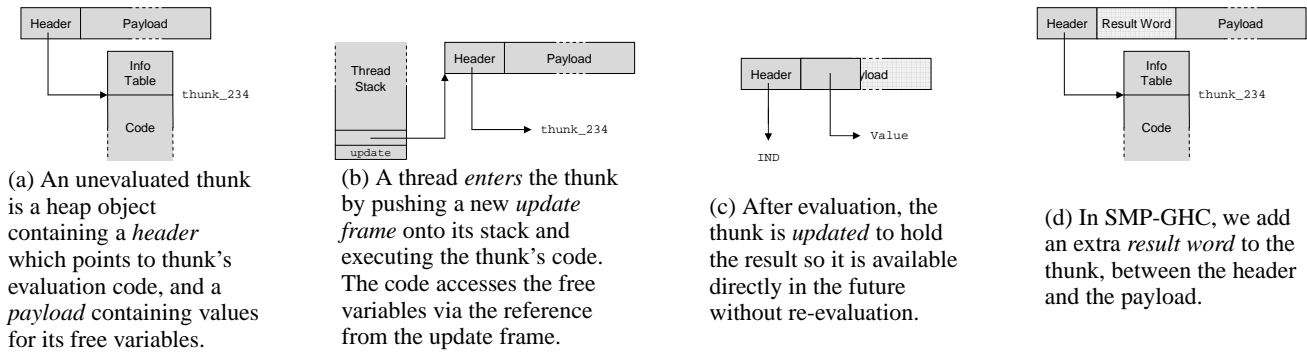 Header Payload
Info
Table
thunk_234
Code
(a) An unevaluated thunk
is a heap object
containing a header
which points to thunk's
evaluation code, and a
payload containing values
for its free variables.
Thread
Stack
update
Header Payload
thunk_234
(b) A thread enters the thunk
by pushing a new update
frame onto its stack and
executing the thunk's code.
The code accesses the free
variables via the reference
from the update frame.
Header yload
Value
IND
(c) After evaluation, the
thunk is updated to hold
the result so it is available
directly in the future
without re-evaluation.
Header Result Word Payload
Info
Table
thunk_234
Code
(d) In SMP-GHC, we add
an extra result word to the
thunk, between the header
and the payload.